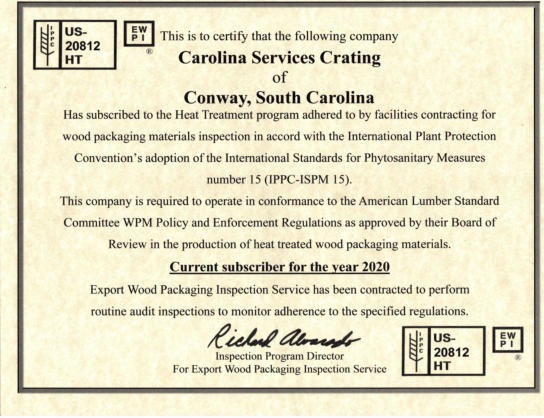 IPPC
US-
20812
HT
EW
PI
®
This is to certify that the following company
Carolina Services Crating
of
Conway, South Carolina
Has subscribed to the Heat Treatment program adhered to by facilities contracting for
wood packaging materials inspection in accord with the International Plant Protection
Convention's adoption of the International Standards for Phytosanitary Measures
number 15 (IPPC-ISPM 15).
This company is required to operate in conformance to the American Lumber Standard
Committee WPM Policy and Enforcement Regulations as approved by their Board of
Review in the production of heat treated wood packaging materials.
Current subscriber for the year 2020
Export Wood Packaging Inspection Service has been contracted to perform
routine audit inspections to monitor adherence to the specified regulations.
Richard Alvarado
Inspection Program Director
For Export Wood Packaging Inspection Service
IPPC
US-
20812
HT
EW
PI
®